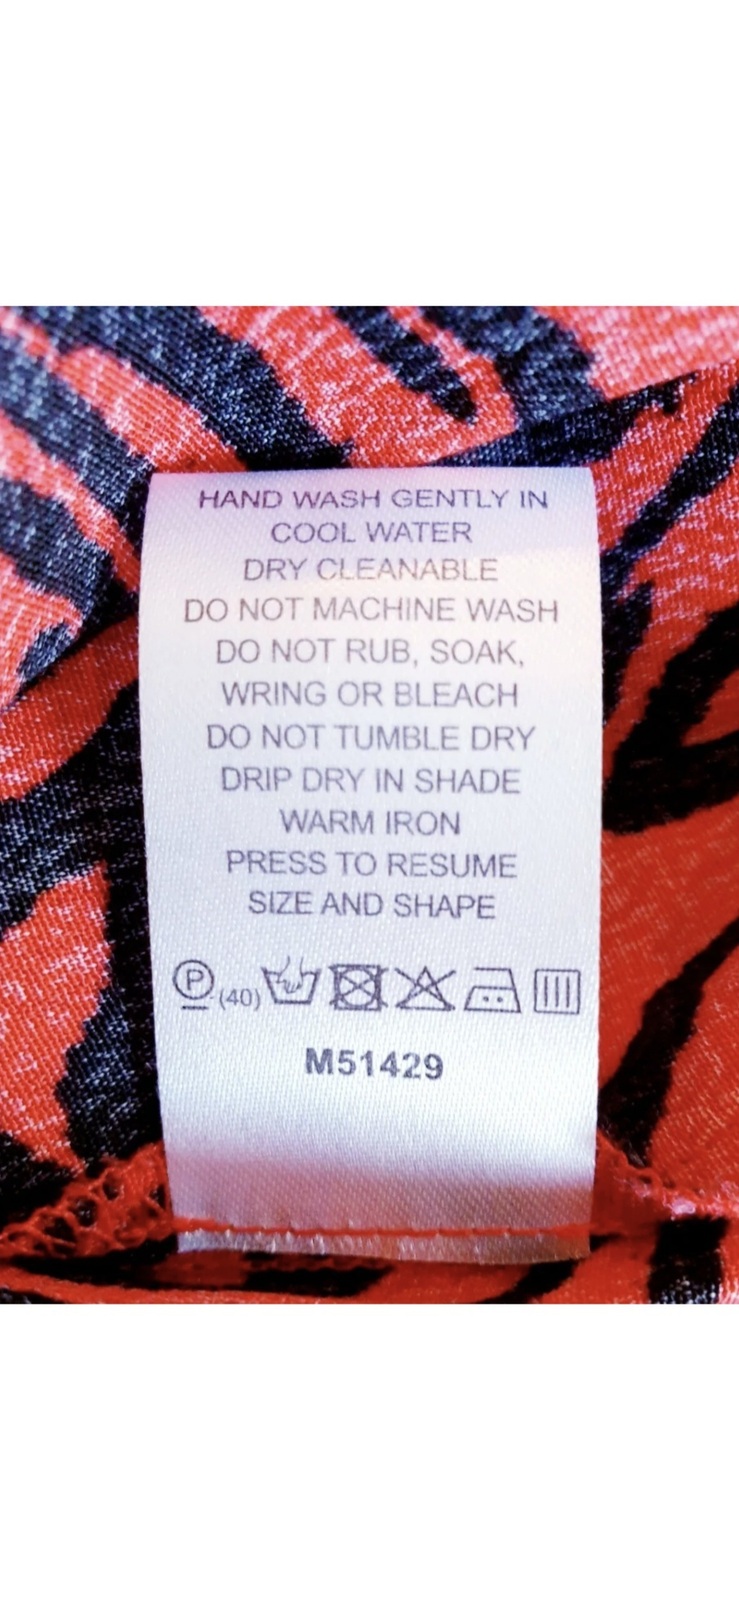 HAND WASH GENTLY IN
COOL WATER
DRY CLEANABLE
DO NOT MACHINE WASH
DO NOT RUB, SOAK,
WRING OR BLEACH
DO NOT TUMBLE DRY
DRIP DRY IN SHADE
WARM IRON
PRESS TO RESUME
SIZE AND SHAPE
P (40)
M51429